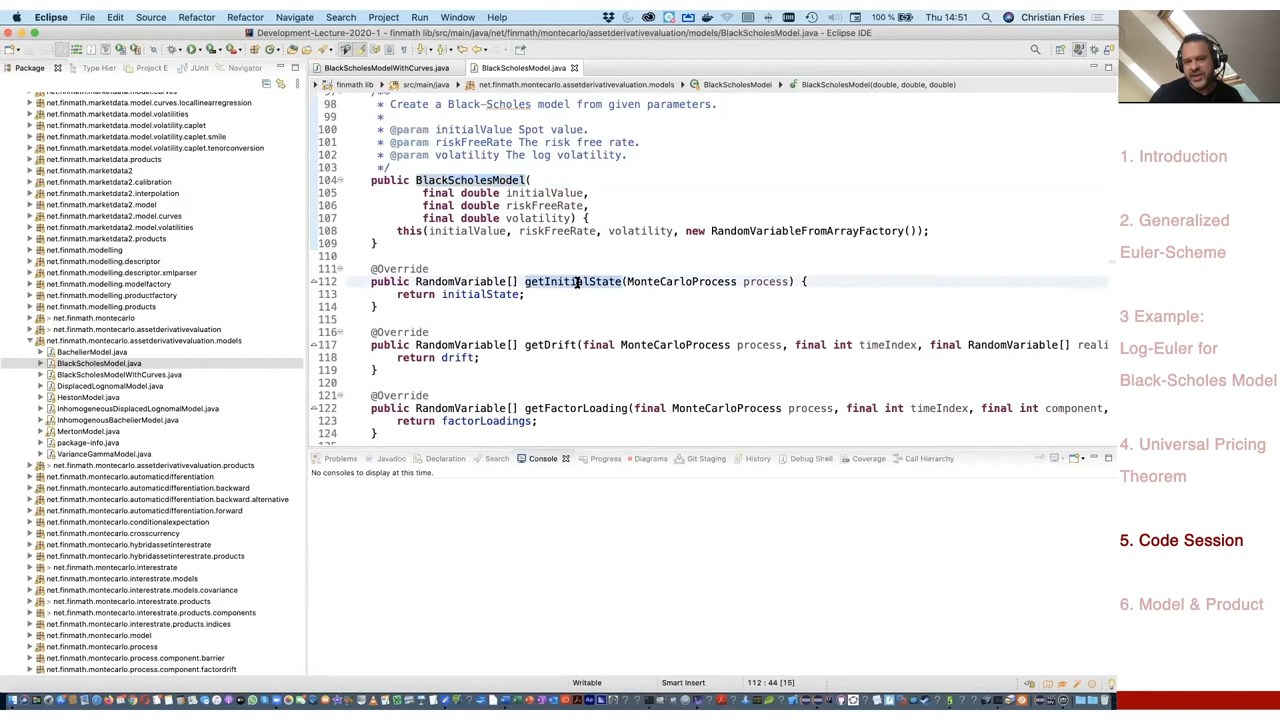 Eclipse File Edit Source Refactor Refactor Navigate Search Project Run Window Help 100 % Thu 14:51 Christian Fries
Development-Lecture-2020-1 - finmath lib/src/main/java/net/finmath/montecarlo/assetderivativevaluation/models/BlackScholesModel.java - Eclipse IDE
Package Type Hier Project E JUnit Navigator
net.finmath.marketdata.model.curves.locallinearregression
net.finmath.marketdata.model.volatilities
net.finmath.marketdata.model.volatility.caplet
net.finmath.marketdata.model.volatility.caplet.smile
net.finmath.marketdata.model.volatility.caplet.tenorconversion
net.finmath.marketdata.products
net.finmath.marketdata2
net.finmath.marketdata2.calibration
net.finmath.marketdata2.interpolation
net.finmath.marketdata2.model
net.finmath.marketdata2.model.curves
net.finmath.marketdata2.model.volatilities
net.finmath.marketdata2.products
net.finmath.modelling
net.finmath.modelling.descriptor
net.finmath.modelling.descriptor.xmlparser
net.finmath.modelling.modelfactory
net.finmath.modelling.productfactory
net.finmath.modelling.products
> net.finmath.montecarlo
> net.finmath.montecarlo.assetderivativevaluation
net.finmath.montecarlo.assetderivativevaluation.models
BachelierModel.java
BlackScholesModel.java
BlackScholesModelWithCurves.java
DisplacedLognomalModel.java
HestonModel.java
InhomogeneousDisplacedLognomalModel.java
InhomogenousBachelierModel.java
MertonModel.java
package-info.java
VarianceGammaModel.java
> net.finmath.montecarlo.assetderivativevaluation.products
net.finmath.montecarlo.automaticdifferentiation
net.finmath.montecarlo.automaticdifferentiation.backward
net.finmath.montecarlo.automaticdifferentiation.backward.alternative
net.finmath.montecarlo.automaticdifferentiation.forward
net.finmath.montecarlo.conditionalexpectation
net.finmath.montecarlo.crosscurrency
net.finmath.montecarlo.hybridassetinterestrate
net.finmath.montecarlo.hybridassetinterestrate.products
> net.finmath.montecarlo.interestrate
net.finmath.montecarlo.interestrate.models
net.finmath.montecarlo.interestrate.models.covariance
> net.finmath.montecarlo.interestrate.products
net.finmath.montecarlo.interestrate.products.components
net.finmath.montecarlo.interestrate.products.indices
net.finmath.montecarlo.model
net.finmath.montecarlo.process
net.finmath.montecarlo.process.component.barrier
net.finmath.montecarlo.process.component.factordrift
BlackScholesModelWithCurves.java BlackScholesModel.java
finmath lib src/main/java net.finmath.montecarlo.assetderivativevaluation.models BlackScholesModel BlackScholesModel(double, double, double)
97 /**
98 * Create a Black-Scholes model from given parameters.
99 *
100 * @param initialValue Spot value.
101 * @param riskFreeRate The risk free rate.
102 * @param volatility The log volatility.
103 */
104 public BlackScholesModel(
105 final double initialValue,
106 final double riskFreeRate,
107 final double volatility) {
108 this(initialValue, riskFreeRate, volatility, new RandomVariableFromArrayFactory());
109 }
110
111 @Override
112 public RandomVariable[] getInitialState(MonteCarloProcess process) {
113 return initialState;
114 }
115
116 @Override
117 public RandomVariable[] getDrift(final MonteCarloProcess process, final int timeIndex, final RandomVariable[] reali
118 return drift;
119 }
120
121 @Override
122 public RandomVariable[] getFactorLoading(final MonteCarloProcess process, final int timeIndex, final int component,
123 return factorLoadings;
124 }
Problems Javadoc Declaration Search Console Progress Diagrams Git Staging History Debug Shell Coverage Call Hierarchy
No consoles to display at this time.
Writable Smart Insert 112 : 44 [15]
1. Introduction
2. Generalized
Euler-Scheme
3 Example:
Log-Euler for
Black-Scholes Model
4. Universal Pricing
Theorem
5. Code Session
6. Model & Product